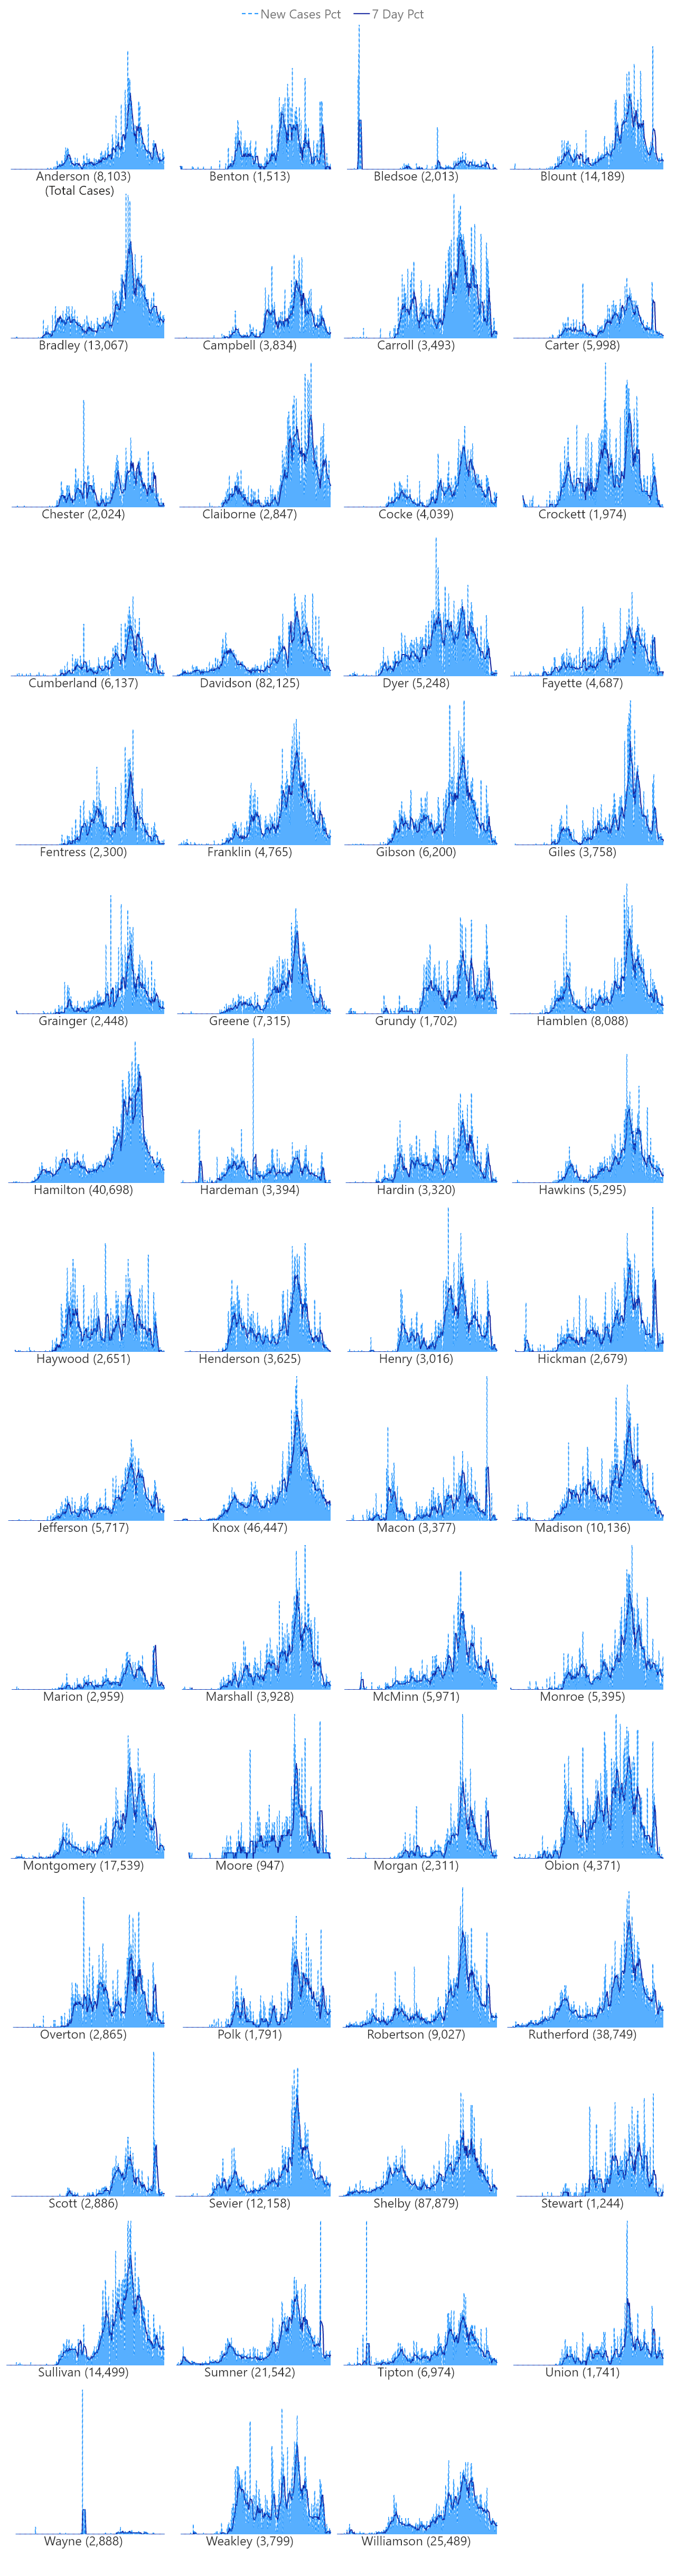 New Cases Pct 7 Day Pct
Anderson (8,103) Benton (1,513) Bledsoe (2,013) Blount (14,189)
(Total Cases)
Bradley (13,067) Campbell (3,834) Carroll (3,493) Carter (5,998)
Chester (2,024) Claiborne (2,847) Cocke (4,039) Crockett (1,974)
Cumberland (6,137) Davidson (82,125) Dyer (5,248) Fayette (4,687)
Fentress (2,300) Franklin (4,765) Gibson (6,200) Giles (3,758)
Grainger (2,448) Greene (7,315) Grundy (1,702) Hamblen (8,088)
Hamilton (40,698) Hardeman (3,394) Hardin (3,320) Hawkins (5,295)
Haywood (2,651) Henderson (3,625) Henry (3,016) Hickman (2,679)
Jefferson (5,717) Knox (46,447) Macon (3,377) Madison (10,136)
Marion (2,959) Marshall (3,928) McMinn (5,971) Monroe (5,395)
Montgomery (17,539) Moore (947) Morgan (2,311) Obion (4,371)
Overton (2,865) Polk (1,791) Robertson (9,027) Rutherford (38,749)
Scott (2,886) Sevier (12,158) Shelby (87,879) Stewart (1,244)
Sullivan (14,499) Sumner (21,542) Tipton (6,974) Union (1,741)
Wayne (2,888) Weakley (3,799) Williamson (25,489)